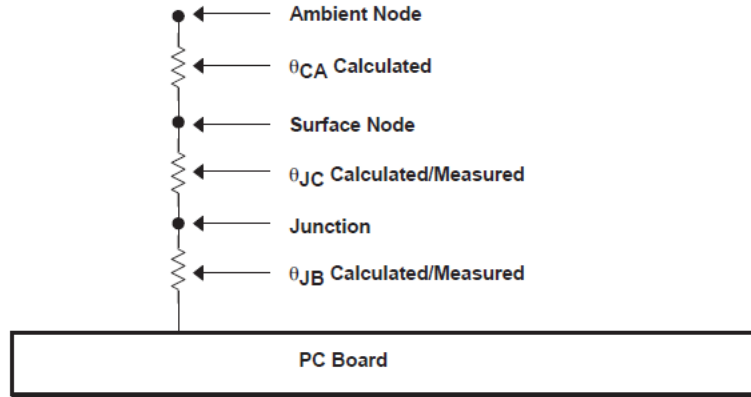 Ambient Node
θCA Calculated
Surface Node
θJC Calculated/Measured
Junction
θJB Calculated/Measured
PC Board